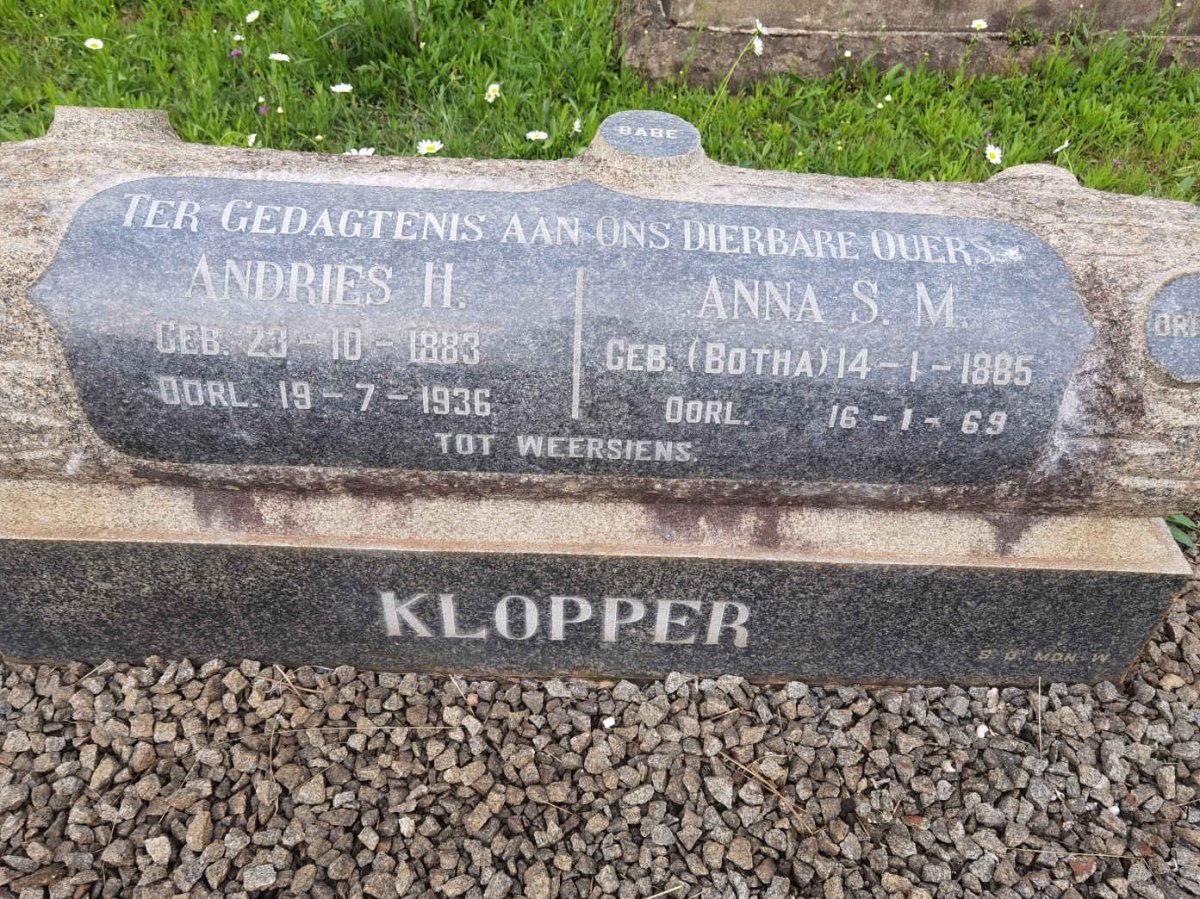 BABE
TER GEDAGTENIS AAN ONS DIERBARE OUERS
ANDRIES H.
GEB. 23-10-1883
OORL. 19-7-1936
ANNA S. M.
GEB. (BOTHA) 14-1-1885
OORL. 16-1-69
TOT WEERSIENS.
KLOPPER